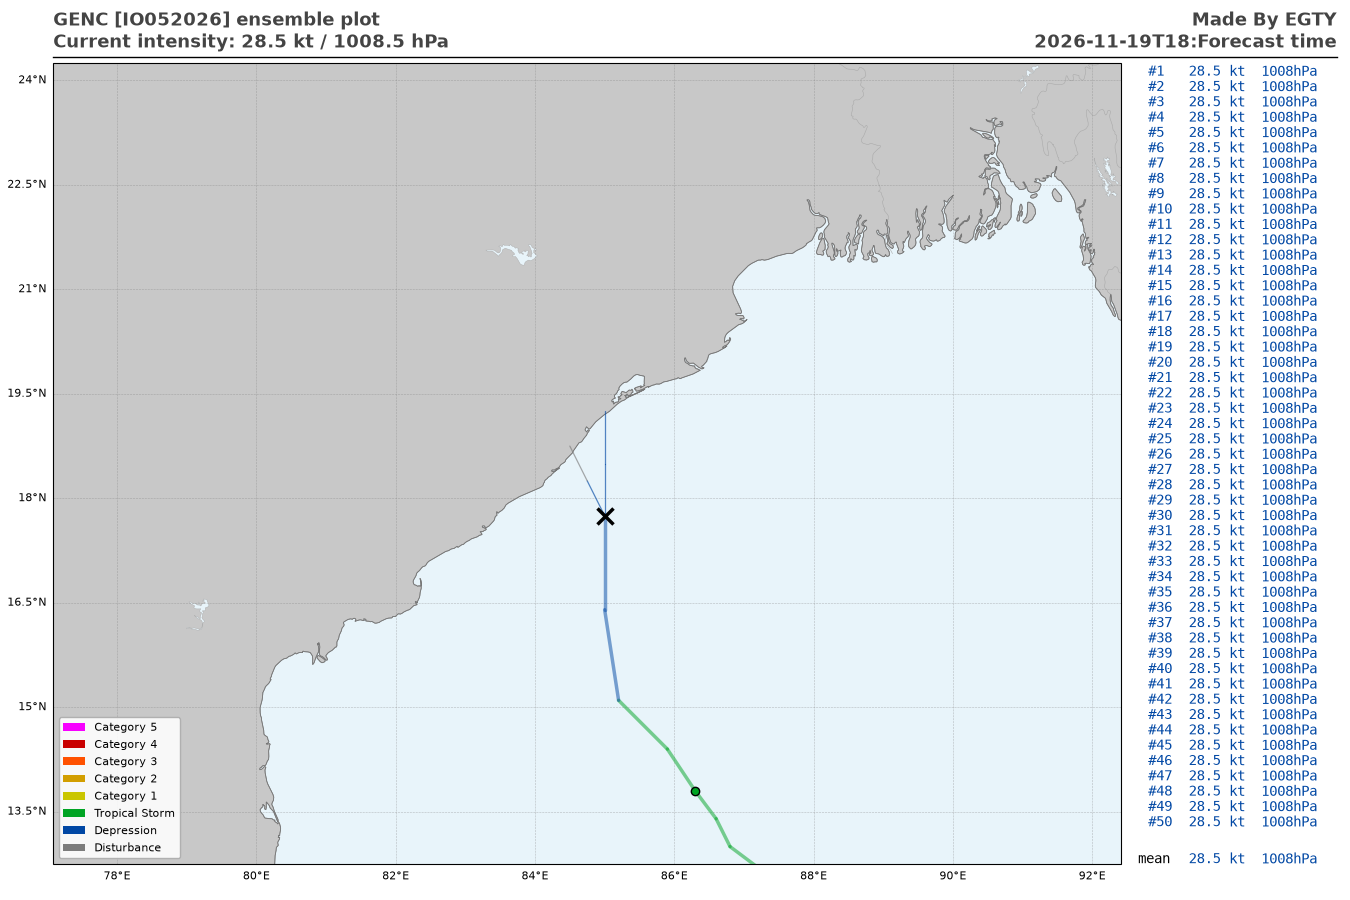 GENC [IO052026] ensemble plot
Current intensity: 28.5 kt / 1008.5 hPa
Made By EGTY
2026-11-19T18:Forecast time
24°N
22.5°N
21°N
19.5°N
18°N
16.5°N
15°N
13.5°N
78°E
80°E
82°E
84°E
86°E
88°E
90°E
92°E
Category 5
Category 4
Category 3
Category 2
Category 1
Tropical Storm
Depression
Disturbance
#1 28.5 kt 1008hPa
#2 28.5 kt 1008hPa
#3 28.5 kt 1008hPa
#4 28.5 kt 1008hPa
#5 28.5 kt 1008hPa
#6 28.5 kt 1008hPa
#7 28.5 kt 1008hPa
#8 28.5 kt 1008hPa
#9 28.5 kt 1008hPa
#10 28.5 kt 1008hPa
#11 28.5 kt 1008hPa
#12 28.5 kt 1008hPa
#13 28.5 kt 1008hPa
#14 28.5 kt 1008hPa
#15 28.5 kt 1008hPa
#16 28.5 kt 1008hPa
#17 28.5 kt 1008hPa
#18 28.5 kt 1008hPa
#19 28.5 kt 1008hPa
#20 28.5 kt 1008hPa
#21 28.5 kt 1008hPa
#22 28.5 kt 1008hPa
#23 28.5 kt 1008hPa
#24 28.5 kt 1008hPa
#25 28.5 kt 1008hPa
#26 28.5 kt 1008hPa
#27 28.5 kt 1008hPa
#28 28.5 kt 1008hPa
#29 28.5 kt 1008hPa
#30 28.5 kt 1008hPa
#31 28.5 kt 1008hPa
#32 28.5 kt 1008hPa
#33 28.5 kt 1008hPa
#34 28.5 kt 1008hPa
#35 28.5 kt 1008hPa
#36 28.5 kt 1008hPa
#37 28.5 kt 1008hPa
#38 28.5 kt 1008hPa
#39 28.5 kt 1008hPa
#40 28.5 kt 1008hPa
#41 28.5 kt 1008hPa
#42 28.5 kt 1008hPa
#43 28.5 kt 1008hPa
#44 28.5 kt 1008hPa
#45 28.5 kt 1008hPa
#46 28.5 kt 1008hPa
#47 28.5 kt 1008hPa
#48 28.5 kt 1008hPa
#49 28.5 kt 1008hPa
#50 28.5 kt 1008hPa
mean 28.5 kt 1008hPa